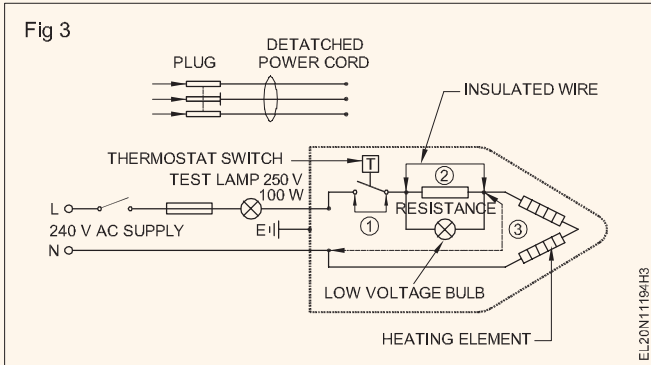 Fig 3
DETATCHED
POWER CORD
PLUG
INSULATED WIRE
THERMOSTAT SWITCH
T
TEST LAMP 250 V
100 W
2
RESISTANCE
1
3
L
240 V AC SUPPLY
E
N
LOW VOLTAGE BULB
HEATING ELEMENT
EL20N11194H3